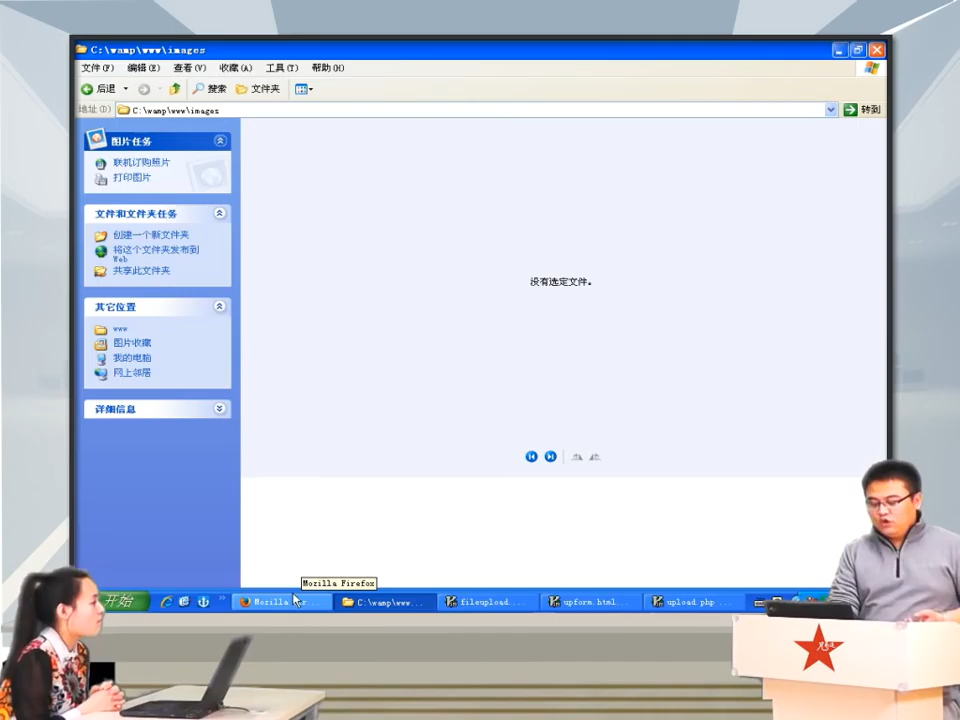 C:\wamp\www\images
文件(F) 编辑(E) 查看(V) 收藏(A) 工具(T) 帮助(H)
后退 搜索 文件夹
地址(D) C:\wamp\www\images 转到
图片任务
联机订购照片
打印图片
文件和文件夹任务
创建一个新文件夹
将这个文件夹发布到
Web
共享此文件夹
其它位置
www
图片收藏
我的电脑
网上邻居
详细信息
没有选定文件。
Mozilla Firefox
开始 Mozilla C:\wamp\www... fileupload.... upform.html... upload.php ...